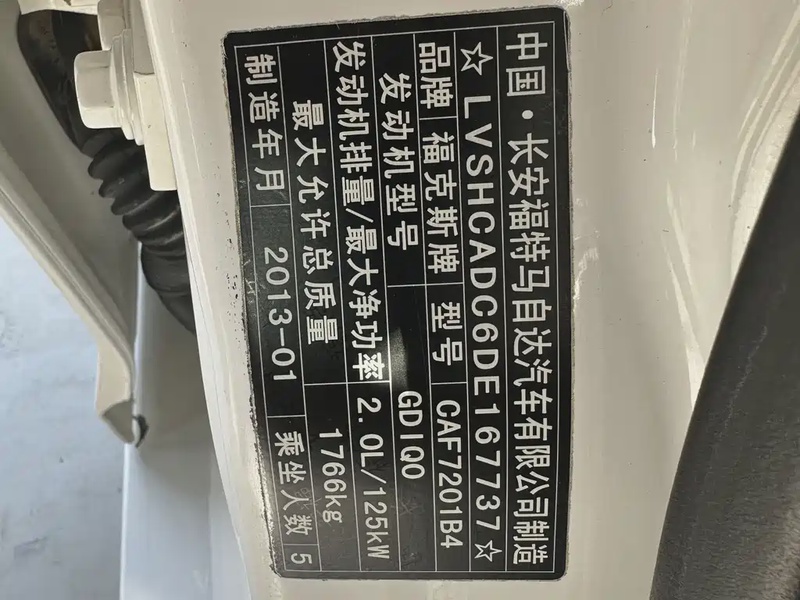 中国·长安福特马自达汽车有限公司制造
☆LVSHCADC6DE167737☆
品牌 福克斯牌 型号 CAF7201B4
发动机型号 GDIQ0
发动机排量/最大净功率 2.0L/125kW
最大允许总质量 1766kg
制造年月 2013-01 乘坐人数 5